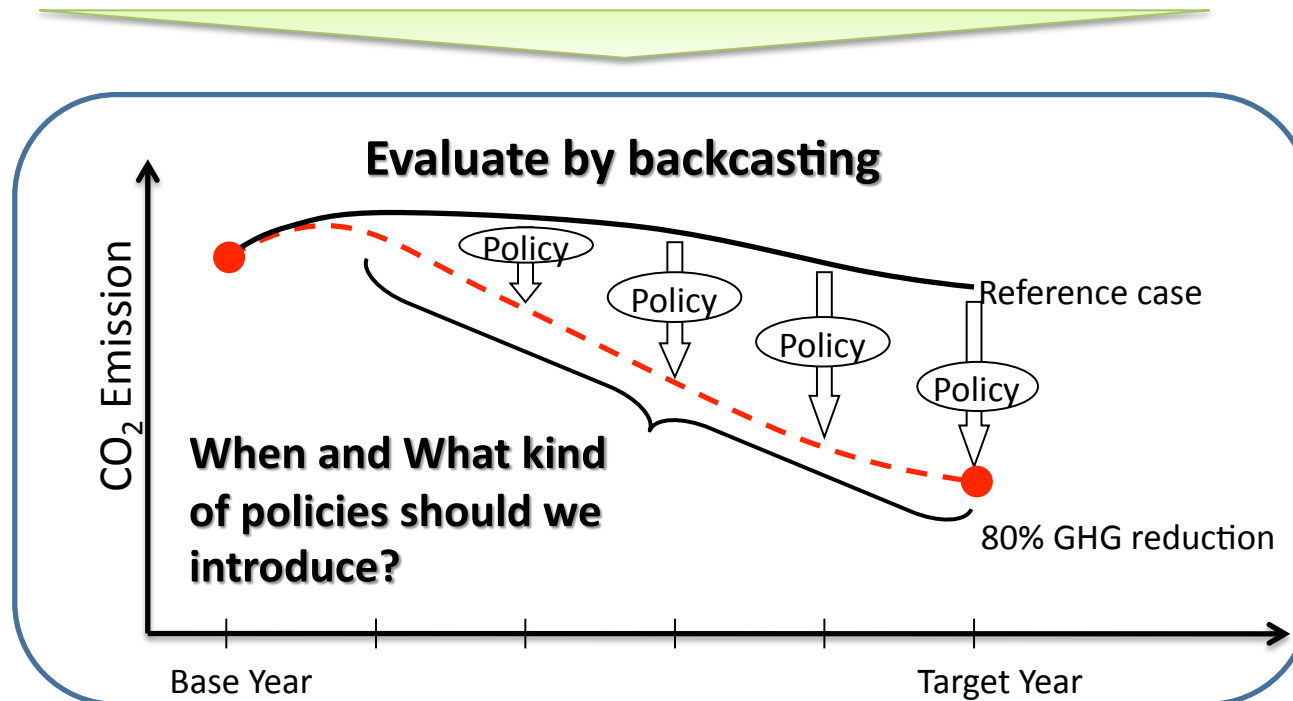 Evaluate by backcasting
CO₂ Emission
Policy
Policy
Policy
Policy
Reference case
When and What kind
of policies should we
introduce?
80% GHG reduction
Base Year
Target Year